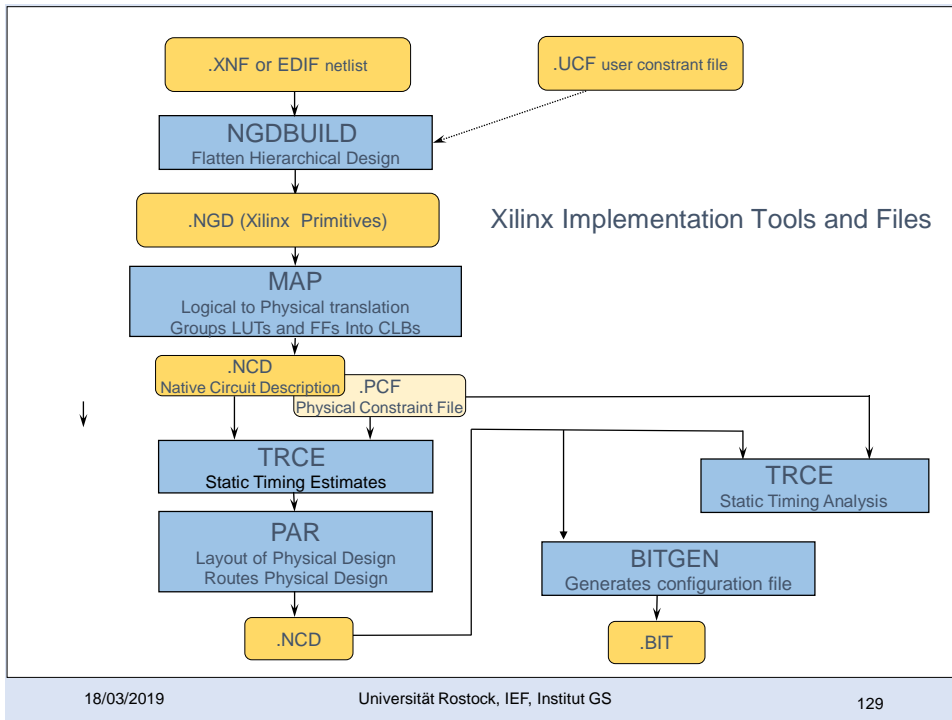 .XNF or EDIF netlist
.UCF user constrant file
NGDBUILD
Flatten Hierarchical Design
.NGD (Xilinx Primitives)
Xilinx Implementation Tools and Files
MAP
Logical to Physical translation
Groups LUTs and FFs Into CLBs
.NCD
Native Circuit Description
.PCF
Physical Constraint File
TRCE
Static Timing Estimates
TRCE
Static Timing Analysis
PAR
Layout of Physical Design
Routes Physical Design
BITGEN
Generates configuration file
.NCD
.BIT
18/03/2019
Universität Rostock, IEF, Institut GS
129